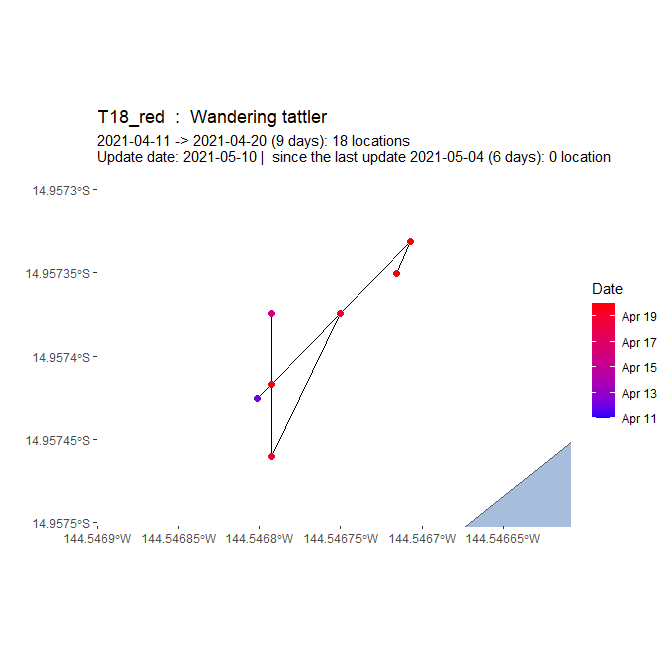 T18_red  :  Wandering tattler
2021-04-11 -> 2021-04-20 (9 days): 18 locations
Update date: 2021-05-10 |  since the last update 2021-05-04 (6 days): 0 location
14.9573°S
14.95735°S
14.9574°S
14.95745°S
14.9575°S
144.5469°W 144.54685°W 144.5468°W 144.54675°W 144.5467°W 144.54665°W
Date
Apr 19
Apr 17
Apr 15
Apr 13
Apr 11